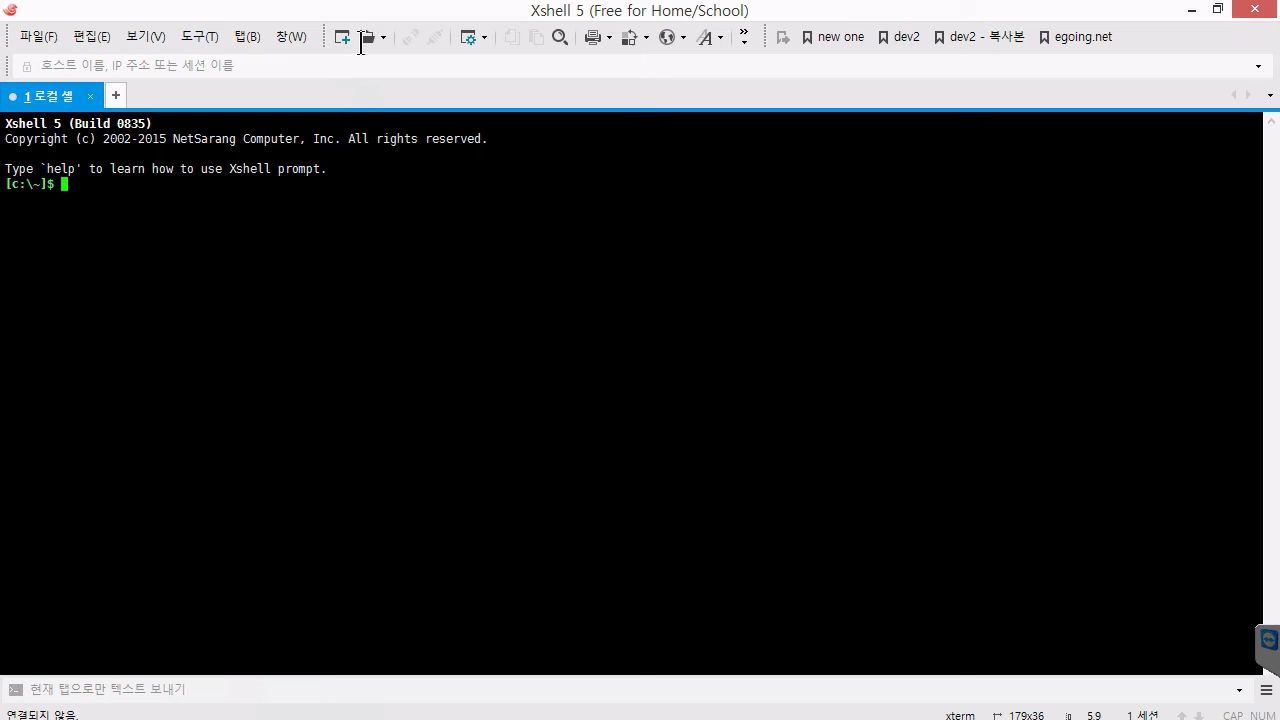 Xshell 5 (Free for Home/School)
파일(F) 편집(E) 보기(V) 도구(T) 탭(B) 창(W) new one dev2 dev2 - 복사본 egoing.net
호스트 이름, IP 주소 또는 세션 이름
1 로컬 셸
Xshell 5 (Build 0835)
Copyright (c) 2002-2015 NetSarang Computer, Inc. All rights reserved.
Type `help' to learn how to use Xshell prompt.
[c:\~]$
현재 탭으로만 텍스트 보내기
연결되지 않음. xterm 179x36 5,9 1 세션 CAP NUM